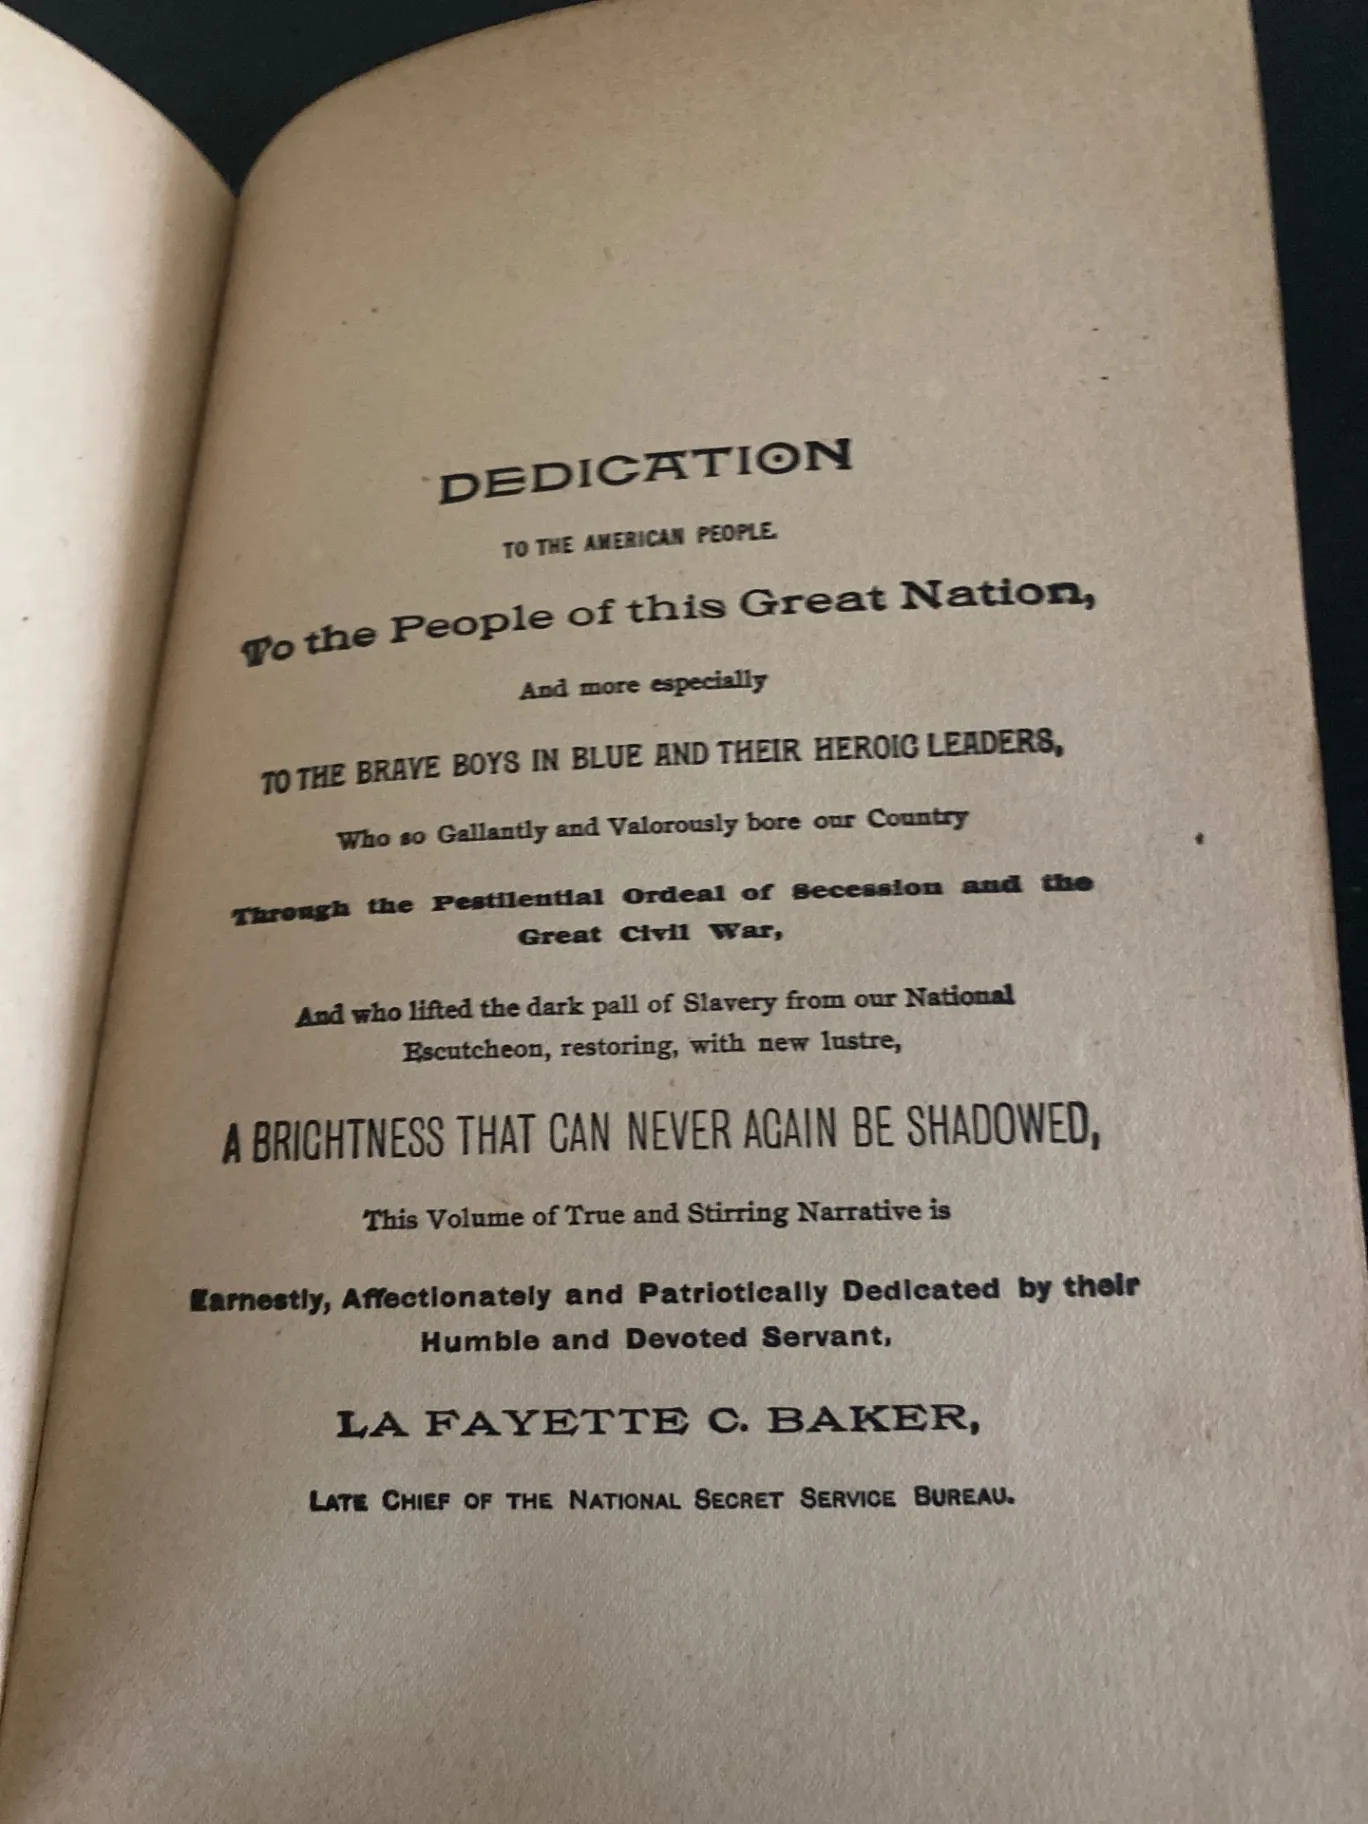 DEDICATION
TO THE AMERICAN PEOPLE.
To the People of this Great Nation,
And more especially
TO THE BRAVE BOYS IN BLUE AND THEIR HEROIC LEADERS,
Who so Gallantly and Valorously bore our Country
Through the Pestilential Ordeal of Secession and the
Great Civil War,
And who lifted the dark pall of Slavery from our National
Escutcheon, restoring, with new lustre,
A BRIGHTNESS THAT CAN NEVER AGAIN BE SHADOWED,
This Volume of True and Stirring Narrative is
Earnestly, Affectionately and Patriotically Dedicated by their
Humble and Devoted Servant,
LA FAYETTE C. BAKER,
LATE CHIEF OF THE NATIONAL SECRET SERVICE BUREAU.